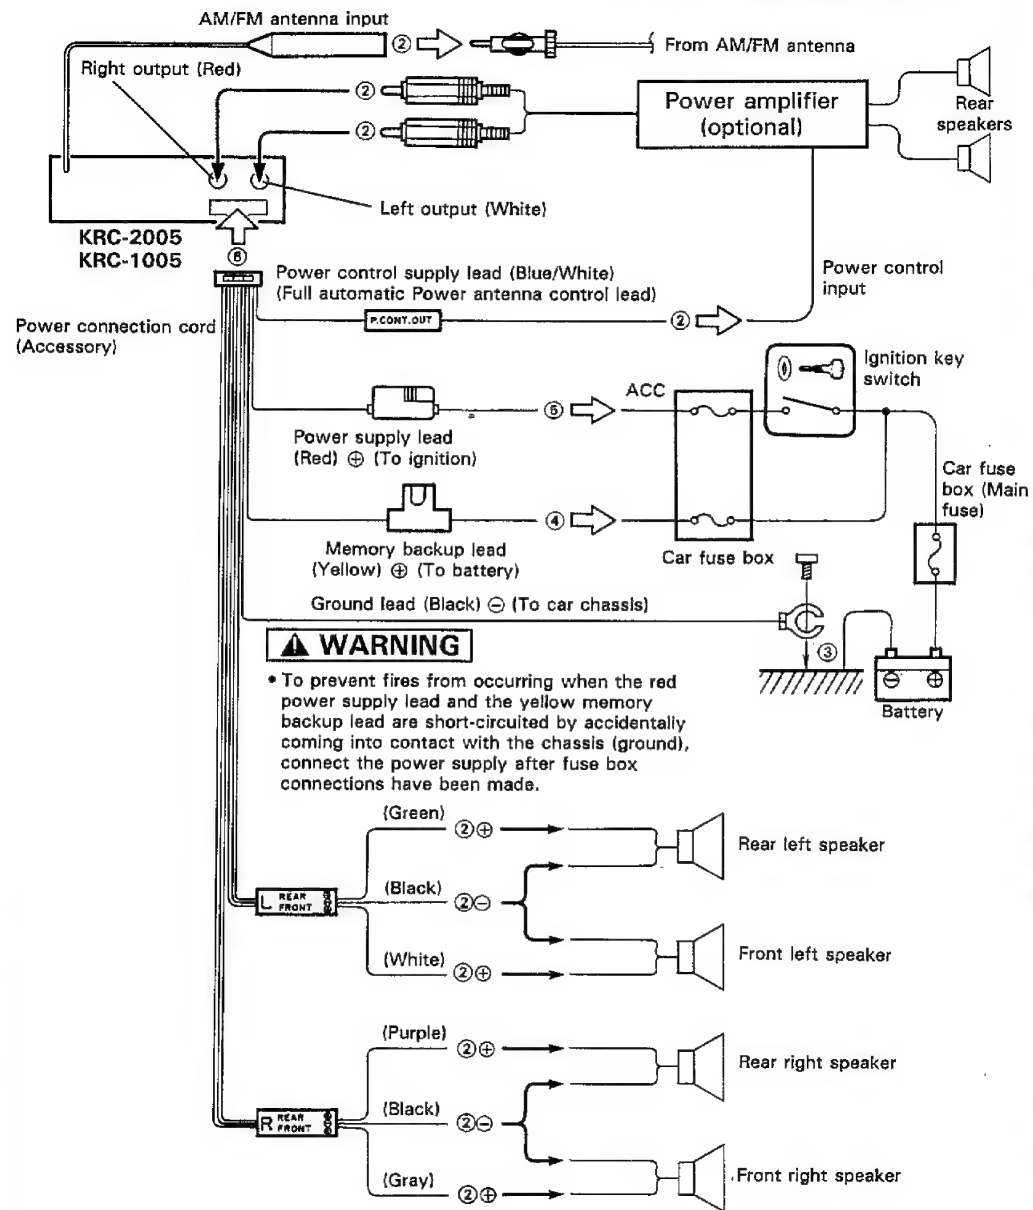 AM/FM antenna input
②
From AM/FM antenna
Right output (Red)
②
②
Power amplifier
(optional)
Rear
speakers
Left output (White)
KRC-2005
KRC-1005
⑥
Power control supply lead (Blue/White)
(Full automatic Power antenna control lead)
Power control
input
P.CONT.OUT
②
Power connection cord
(Accessory)
Ignition key
switch
ACC
⑤
Power supply lead
(Red) ⊕ (To ignition)
Car fuse
box (Main
fuse)
④
Memory backup lead
(Yellow) ⊕ (To battery)
Car fuse box
Ground lead (Black) ⊖ (To car chassis)
③
⊖ ⊕
Battery
WARNING
• To prevent fires from occurring when the red
power supply lead and the yellow memory
backup lead are short-circuited by accidentally
coming into contact with the chassis (ground),
connect the power supply after fuse box
connections have been made.
(Green)
②⊕
Rear left speaker
(Black)
②⊖
L REAR
FRONT
(White)
②⊕
Front left speaker
(Purple)
②⊕
Rear right speaker
(Black)
②⊖
R REAR
FRONT
(Gray)
②⊕
Front right speaker